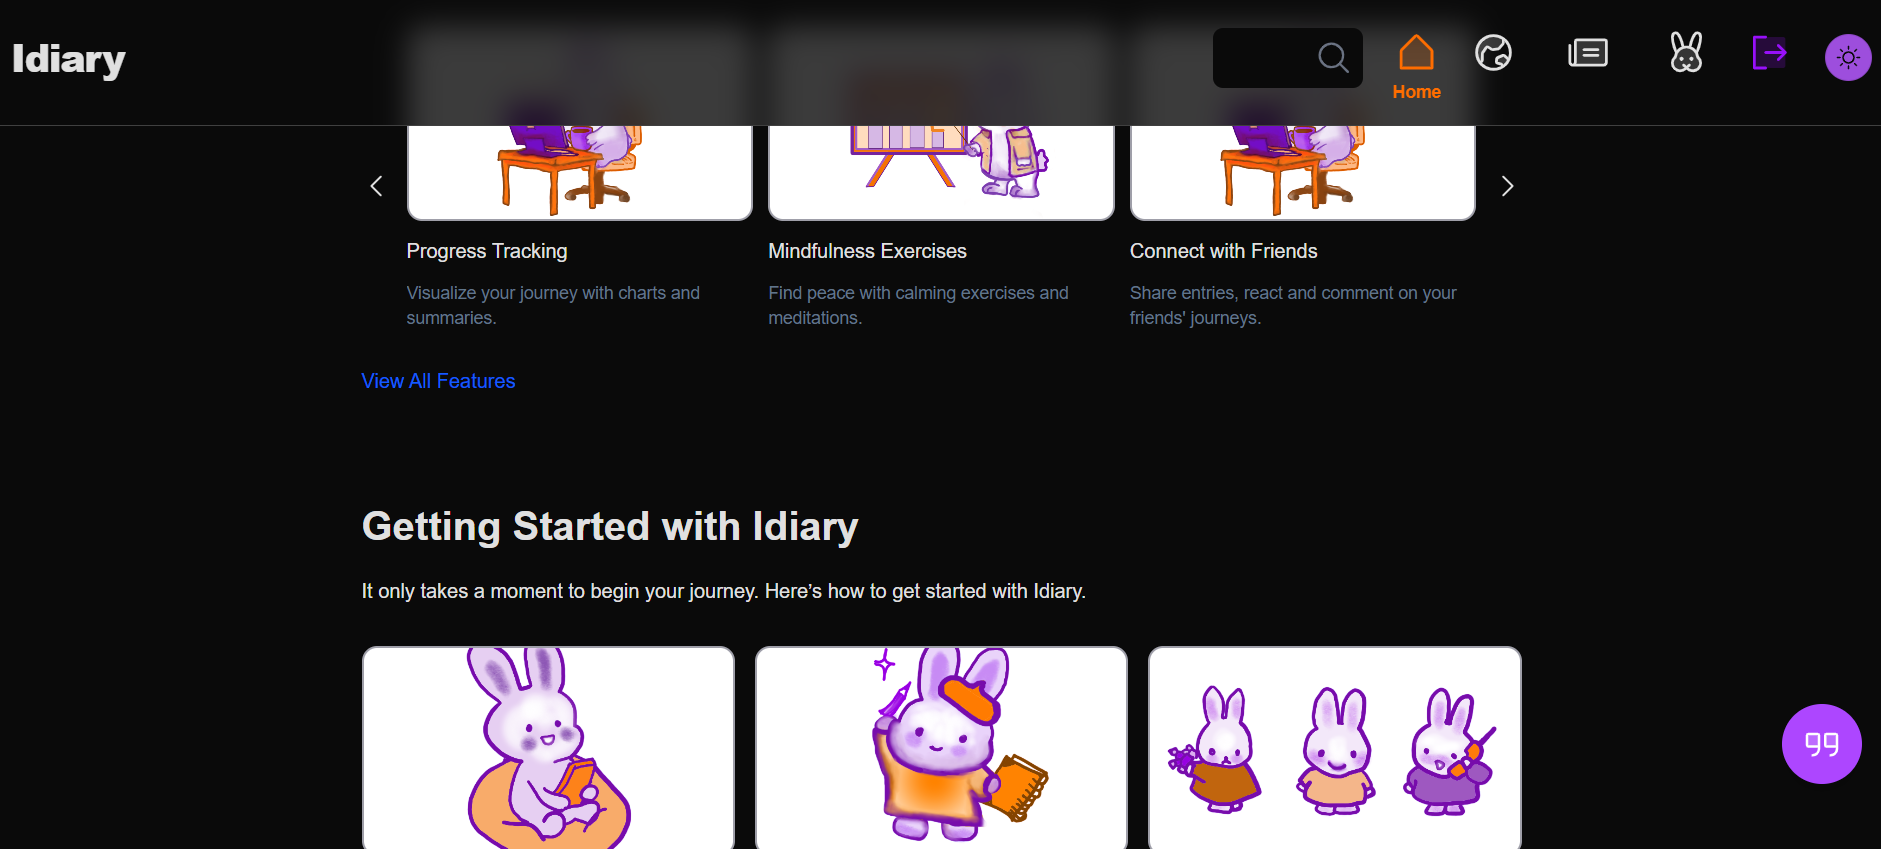 Idiary
Home
Progress Tracking
Visualize your journey with charts and
summaries.
Mindfulness Exercises
Find peace with calming exercises and
meditations.
Connect with Friends
Share entries, react and comment on your
friends' journeys.
View All Features
Getting Started with Idiary
It only takes a moment to begin your journey. Here’s how to get started with Idiary.